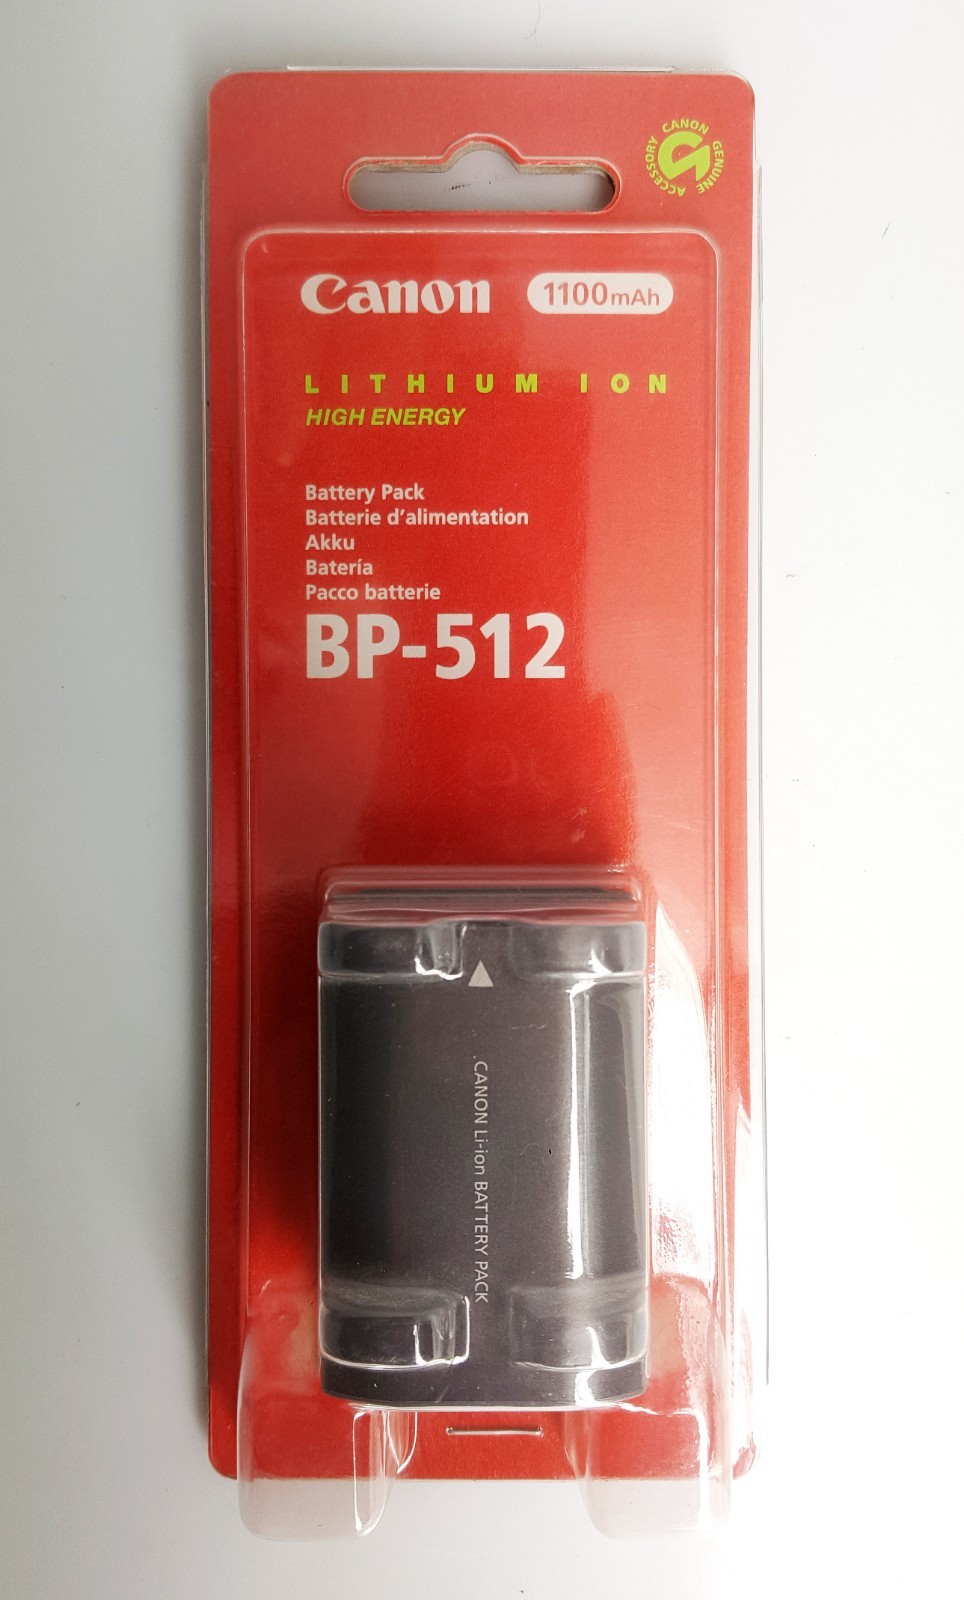 CANON GENUINE ACCESSORY
Canon 1100mAh
LITHIUM ION
HIGH ENERGY
Battery Pack
Batterie d'alimentation
Akku
Batería
Pacco batterie
BP-512
CANON Li-ion BATTERY PACK